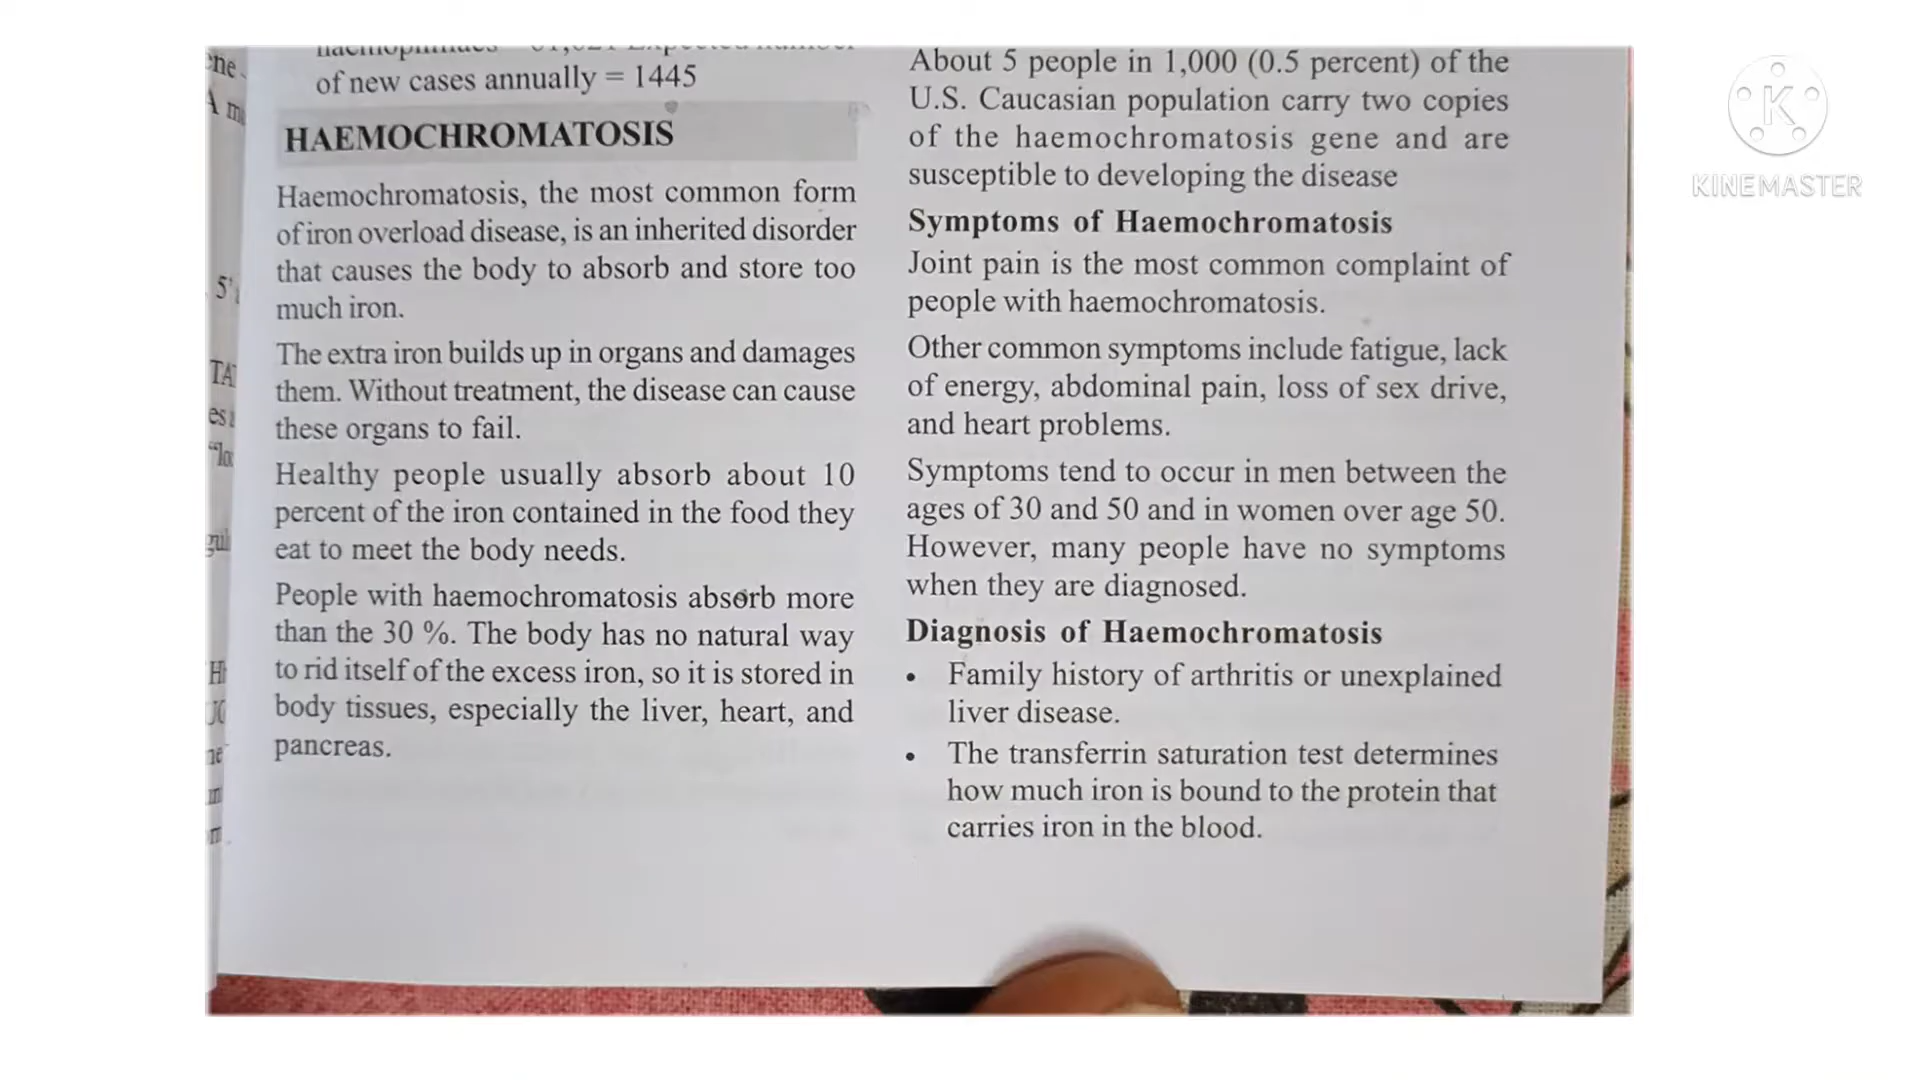 of new cases annually = 1445
HAEMOCHROMATOSIS
Haemochromatosis, the most common form
of iron overload disease, is an inherited disorder
that causes the body to absorb and store too
much iron.
The extra iron builds up in organs and damages
them. Without treatment, the disease can cause
these organs to fail.
Healthy people usually absorb about 10
percent of the iron contained in the food they
eat to meet the body needs.
People with haemochromatosis absorb more
than the 30 %. The body has no natural way
to rid itself of the excess iron, so it is stored in
body tissues, especially the liver, heart, and
pancreas.
About 5 people in 1,000 (0.5 percent) of the
U.S. Caucasian population carry two copies
of the haemochromatosis gene and are
susceptible to developing the disease
Symptoms of Haemochromatosis
Joint pain is the most common complaint of
people with haemochromatosis.
Other common symptoms include fatigue, lack
of energy, abdominal pain, loss of sex drive,
and heart problems.
Symptoms tend to occur in men between the
ages of 30 and 50 and in women over age 50.
However, many people have no symptoms
when they are diagnosed.
Diagnosis of Haemochromatosis
• Family history of arthritis or unexplained
liver disease.
• The transferrin saturation test determines
how much iron is bound to the protein that
carries iron in the blood.
K
KINEMASTER